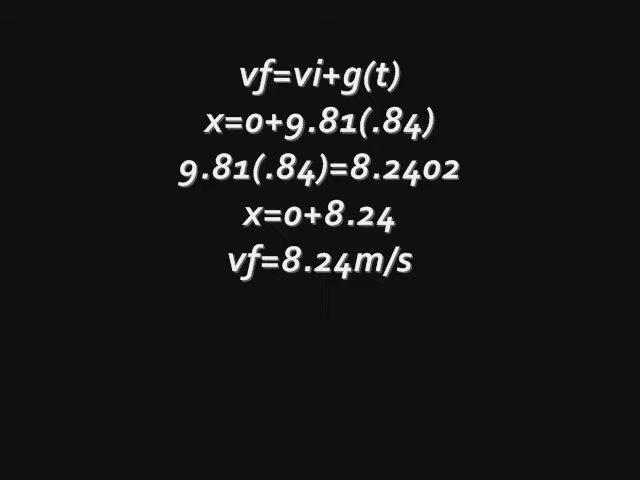 vf=vi+g(t)
x=0+9.81(.84)
9.81(.84)=8.2402
x=0+8.24
vf=8.24m/s